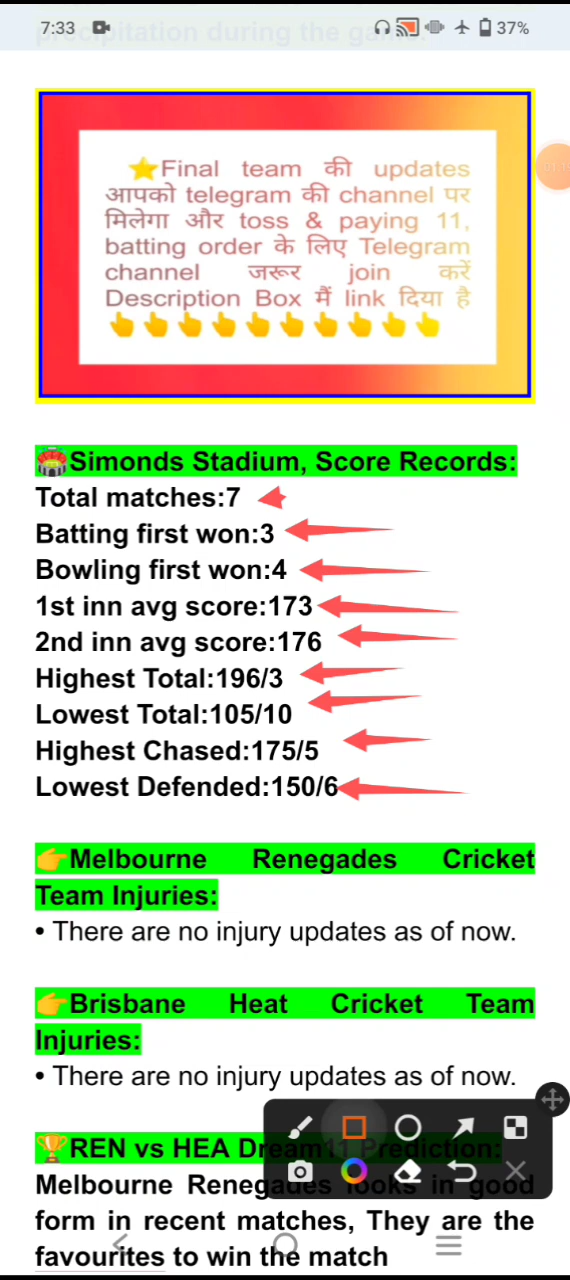 7:33
37%
precipitation during the game.
⭐Final team की updates
आपको telegram की channel पर
मिलेगा और toss & paying 11,
batting order के लिए Telegram
channel जरूर join करें
Description Box मैं link दिया है
👆👆👆👆👆👆👆👆👆👆
🏟️Simonds Stadium, Score Records:
Total matches:7
Batting first won:3
Bowling first won:4
1st inn avg score:173
2nd inn avg score:176
Highest Total:196/3
Lowest Total:105/10
Highest Chased:175/5
Lowest Defended:150/6
👉Melbourne Renegades Cricket
Team Injuries:
• There are no injury updates as of now.
👉Brisbane Heat Cricket Team
Injuries:
• There are no injury updates as of now.
🏆REN vs HEA Dream11 Prediction:
Melbourne Renegades looks in good
form in recent matches, They are the
favourites to win the match